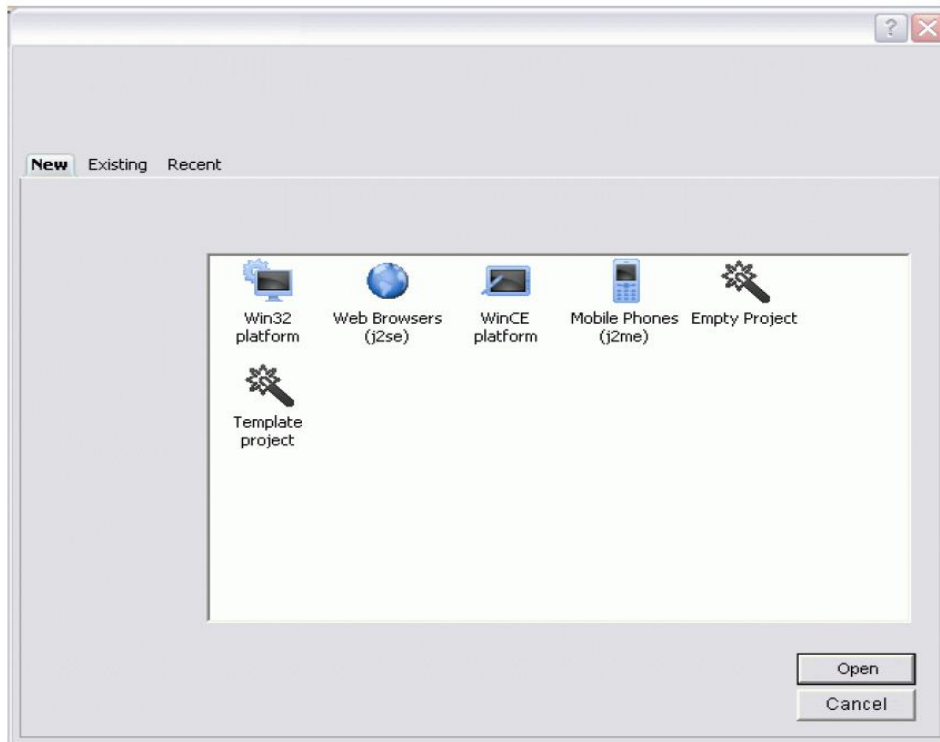 ?
New Existing Recent
Win32 Web Browsers WinCE Mobile Phones Empty Project
platform (j2se) platform (j2me)
Template
project
Open
Cancel